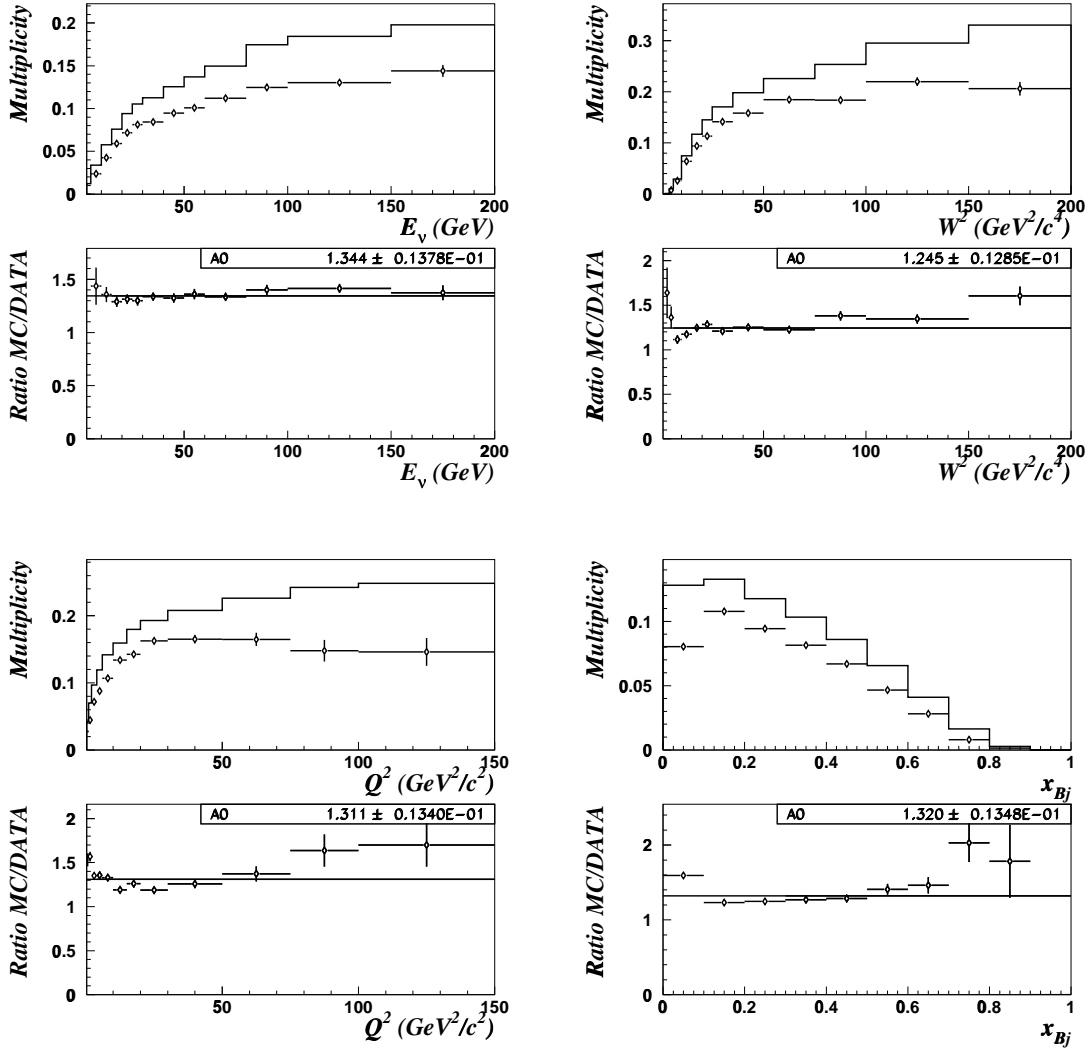 Multiplicity
0.2
0.15
0.1
0.05
0
50 100 150 200
E_ν (GeV)
Multiplicity
0.3
0.2
0.1
0
0 50 100 150 200
W² (GeV²/c⁴)
Ratio MC/DATA
A0 1.344 ± 0.1378E-01
1.5
1
0.5
0
50 100 150 200
E_ν (GeV)
Ratio MC/DATA
A0 1.245 ± 0.1285E-01
2
1.5
1
0.5
0
0 50 100 150 200
W² (GeV²/c⁴)
Multiplicity
0.2
0.1
0
50 100 150
Q² (GeV²/c²)
Multiplicity
0.1
0.05
0
0 0.2 0.4 0.6 0.8 1
x_Bj
Ratio MC/DATA
A0 1.311 ± 0.1340E-01
2
1.5
1
0.5
0
50 100 150
Q² (GeV²/c²)
Ratio MC/DATA
A0 1.320 ± 0.1348E-01
2
1
0
0 0.2 0.4 0.6 0.8 1
x_Bj